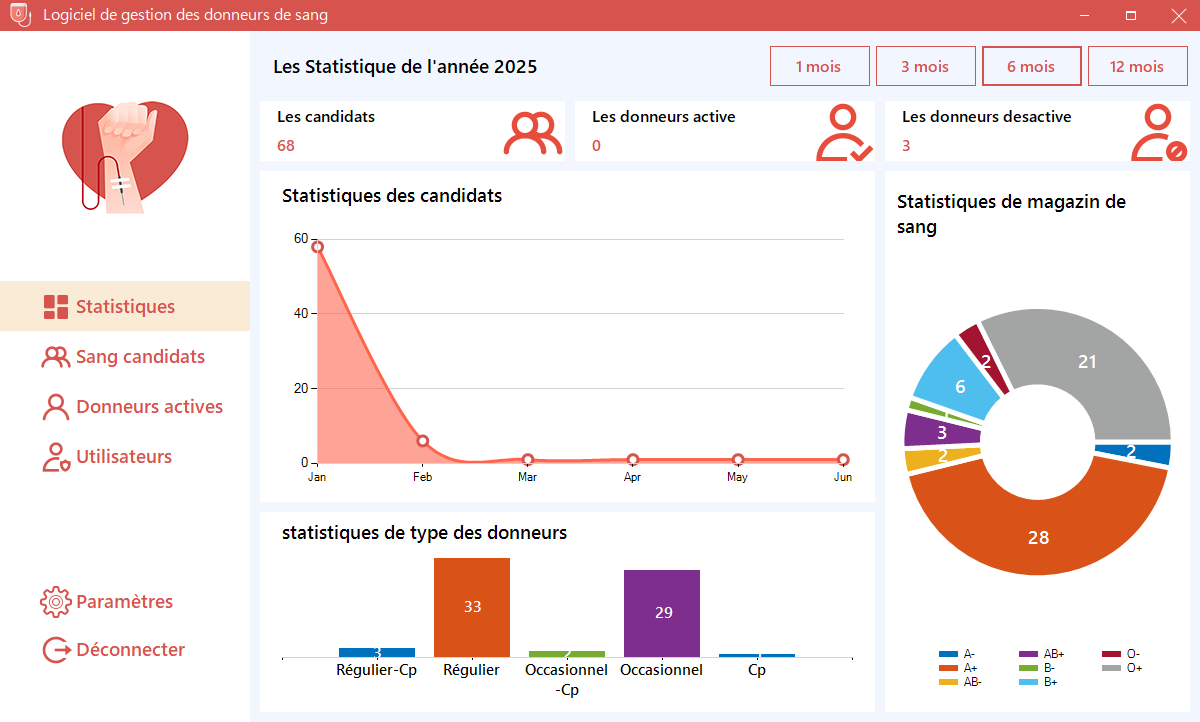 Logiciel de gestion des donneurs de sang
Les Statistique de l'année 2025
1 mois
3 mois
6 mois
12 mois
Les candidats
68
Les donneurs active
0
Les donneurs desactive
3
Statistiques
Sang candidats
Donneurs actives
Utilisateurs
Paramètres
Déconnecter
Statistiques des candidats
60
40
20
0
Jan
Feb
Mar
Apr
May
Jun
statistiques de type des donneurs
3
33
2
29
1
Régulier-Cp
Régulier
Occasionnel
-Cp
Occasionnel
Cp
Statistiques de magazin de
sang
21
2
6
1
3
2
2
28
A-
A+
AB-
AB+
B-
B+
O-
O+